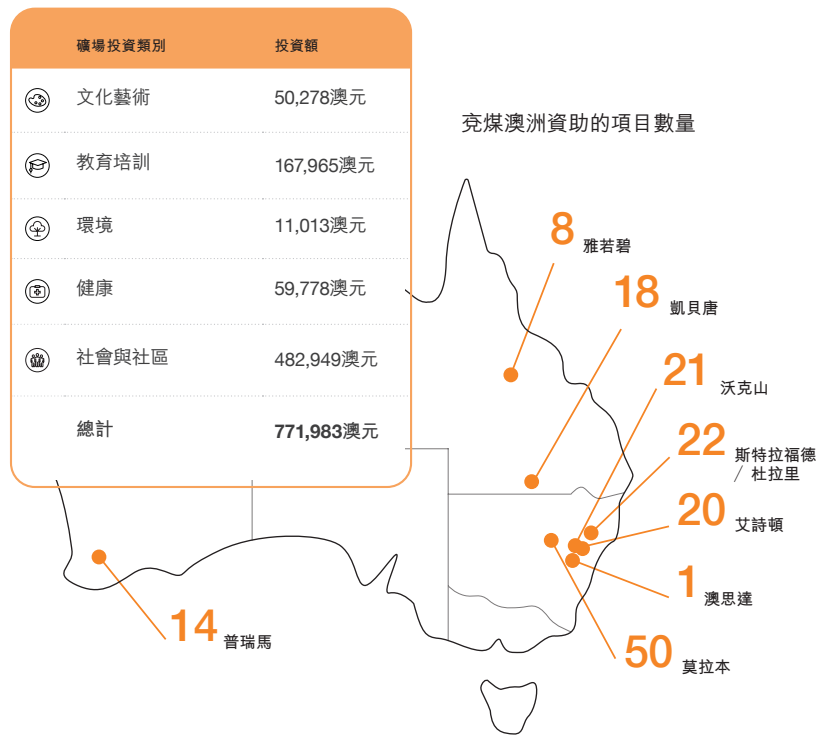 礦場投資類別 投資額
文化藝術 50,278澳元
教育培訓 167,965澳元
環境 11,013澳元
健康 59,778澳元
社會與社區 482,949澳元
總計 771,983澳元
兗煤澳洲資助的項目數量
8 雅若碧
18 凱貝唐
21 沃克山
22 斯特拉福德
/ 杜拉里
20 艾詩頓
1 澳思達
50 莫拉本
14 普瑞馬